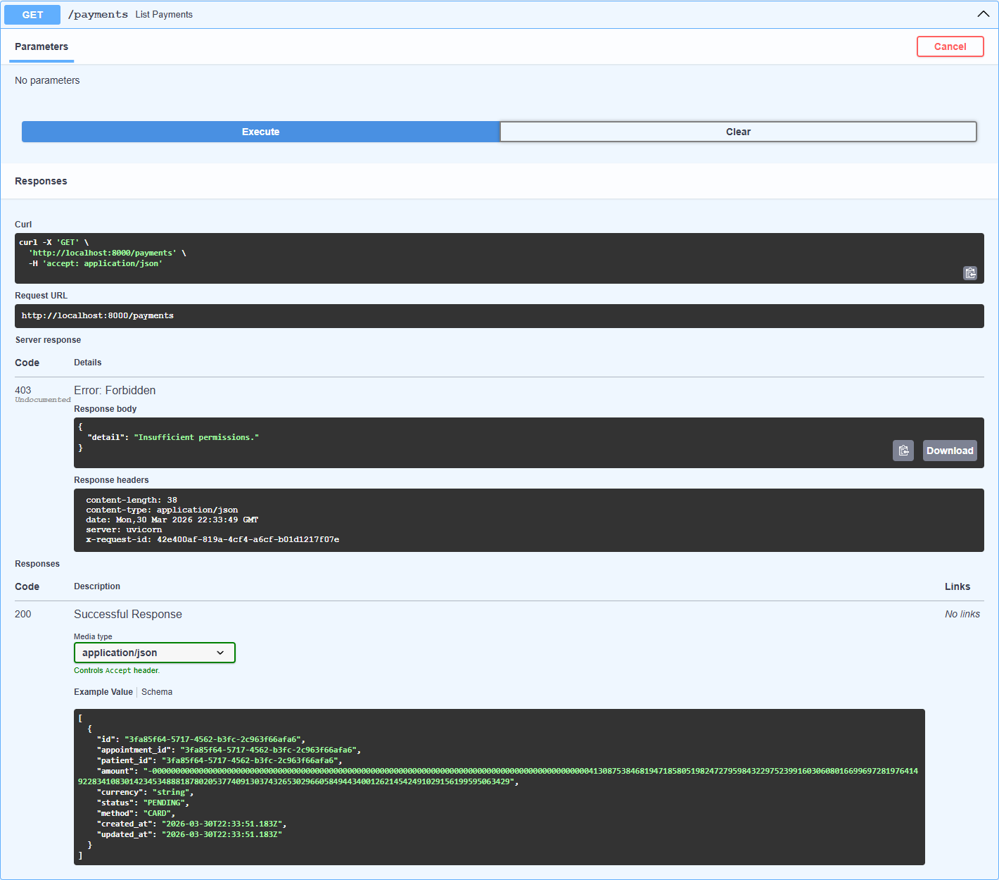 GET /payments List Payments
Parameters
Cancel
No parameters
Execute
Clear
Responses
Curl
curl -X 'GET' \
  'http://localhost:8000/payments' \
  -H 'accept: application/json'
Request URL
http://localhost:8000/payments
Server response
Code Details
403 Error: Forbidden
Undocumented
Response body
{
  "detail": "Insufficient permissions."
}
Download
Response headers
content-length: 38
content-type: application/json
date: Mon,30 Mar 2026 22:33:49 GMT
server: uvicorn
x-request-id: 42e400af-819a-4cf4-a6cf-b01d1217f07e
Responses
Code Description Links
200 Successful Response No links
Media type
application/json
Controls Accept header.
Example Value Schema
[
  {
    "id": "3fa85f64-5717-4562-b3fc-2c963f66afa6",
    "appointment_id": "3fa85f64-5717-4562-b3fc-2c963f66afa6",
    "patient_id": "3fa85f64-5717-4562-b3fc-2c963f66afa6",
    "amount":
    "currency": "string",
    "status": "PENDING",
    "method": "CARD",
    "created_at": "2026-03-30T22:33:51.183Z",
    "updated_at": "2026-03-30T22:33:51.183Z"
  }
]